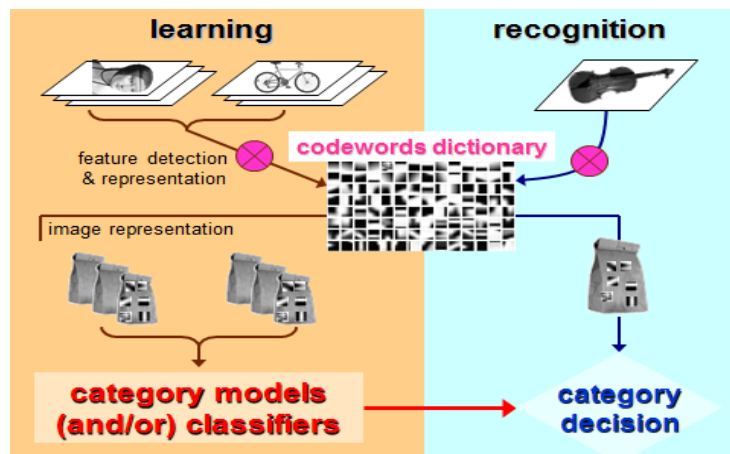 learning
recognition
codewords dictionary
feature detection
& representation
image representation
category models
(and/or) classifiers
category
decision